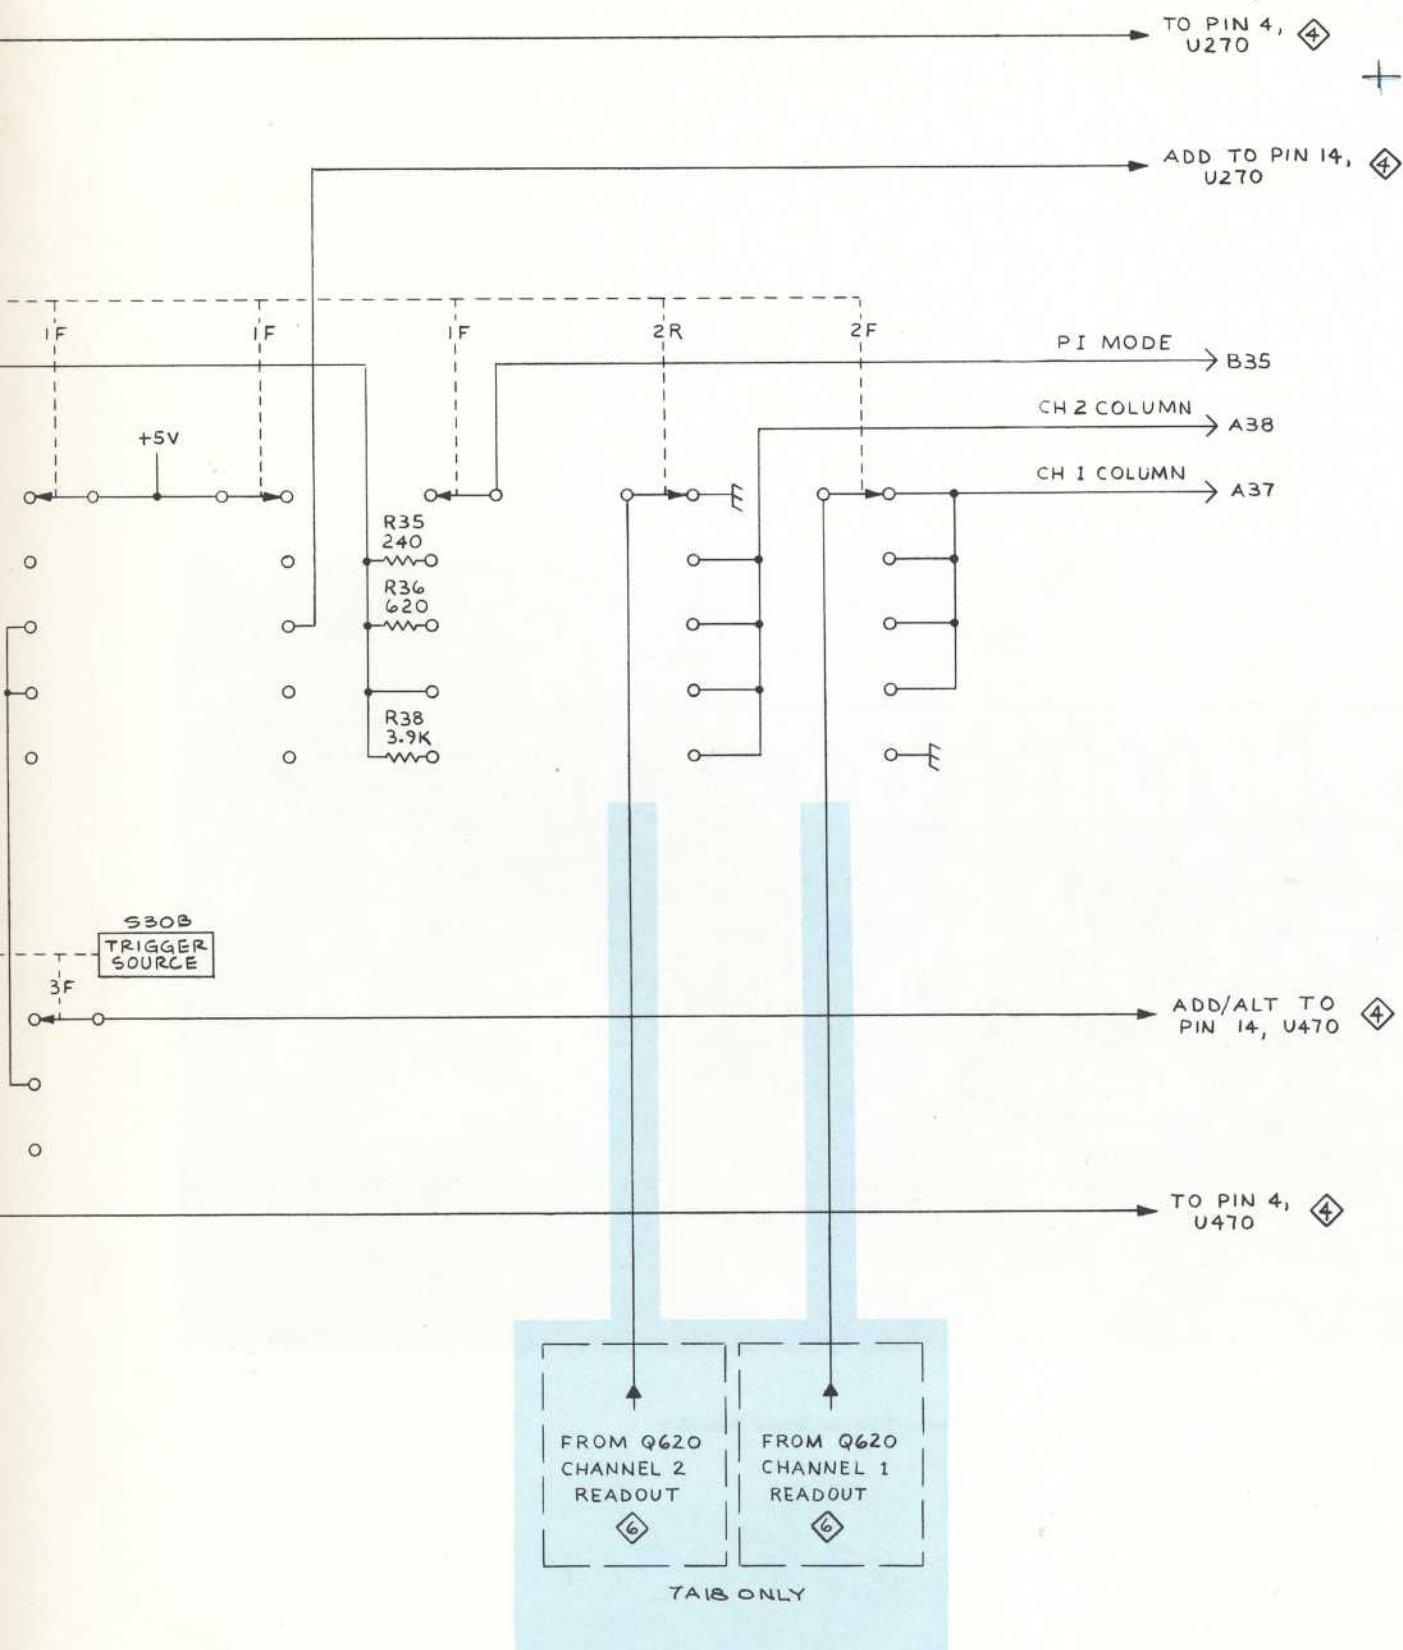 TO PIN 4,
U270
4
ADD TO PIN 14,
U270
4
1F
1F
1F
2R
2F
PI MODE
B35
CH 2 COLUMN
A38
CH 1 COLUMN
A37
+5V
R35
240
R36
620
R38
3.9K
S30B
TRIGGER
SOURCE
3F
ADD/ALT TO
PIN 14, U470
4
TO PIN 4,
U470
4
FROM Q620
CHANNEL 2
READOUT
6
FROM Q620
CHANNEL 1
READOUT
6
7A18 ONLY